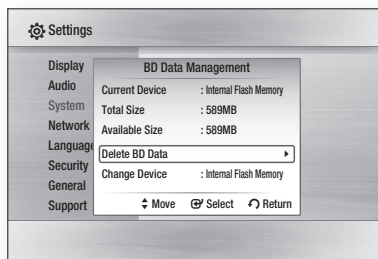 Settings
Display
Audio
System
Network
Language
Security
General
Support
BD Data Management
Current Device : Internal Flash Memory
Total Size : 589MB
Available Size : 589MB
Delete BD Data
Change Device : Internal Flash Memory
Move Select Return